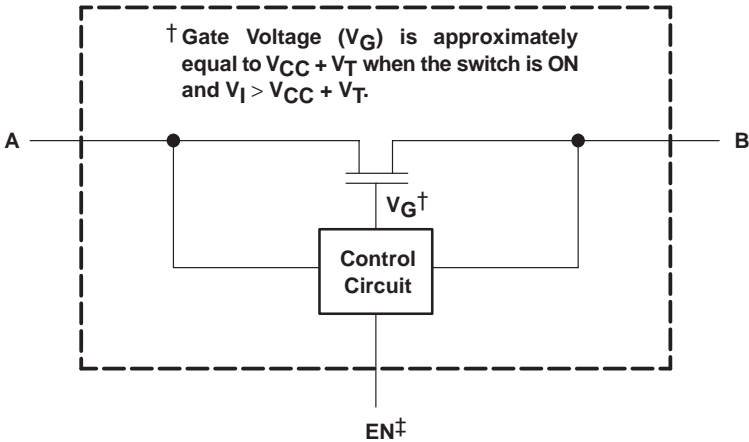 † Gate Voltage (VG) is approximately
equal to VCC + VT when the switch is ON
and VI > VCC + VT.
A
B
VG†
Control
Circuit
EN‡